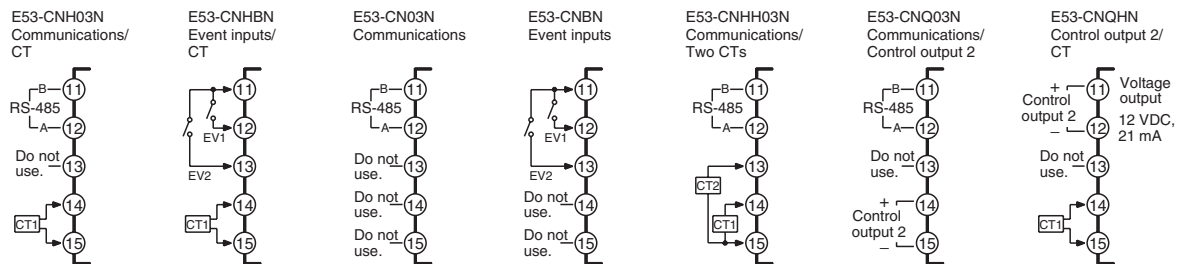 E53-CNH03N
Communications/
CT
B
11
RS-485
A
12
Do not
use.
13
14
CT1
15
E53-CNHBN
Event inputs/
CT
11
12
EV1
13
EV2
14
CT1
15
E53-CN03N
Communications
B
11
RS-485
A
12
Do not
use.
13
Do not
use.
14
Do not
use.
15
E53-CNBN
Event inputs
11
12
EV1
13
EV2
Do not
use.
14
Do not
use.
15
E53-CNHH03N
Communications/
Two CTs
B
11
RS-485
A
12
13
CT2
14
CT1
15
E53-CNQ03N
Communications/
Control output 2
B
11
RS-485
A
12
Do not
use.
13
+
14
Control
output 2
−
15
E53-CNQHN
Control output 2/
CT
+
11
Control
output 2
−
12
Voltage
output
12 VDC,
21 mA
Do not
use.
13
14
CT1
15